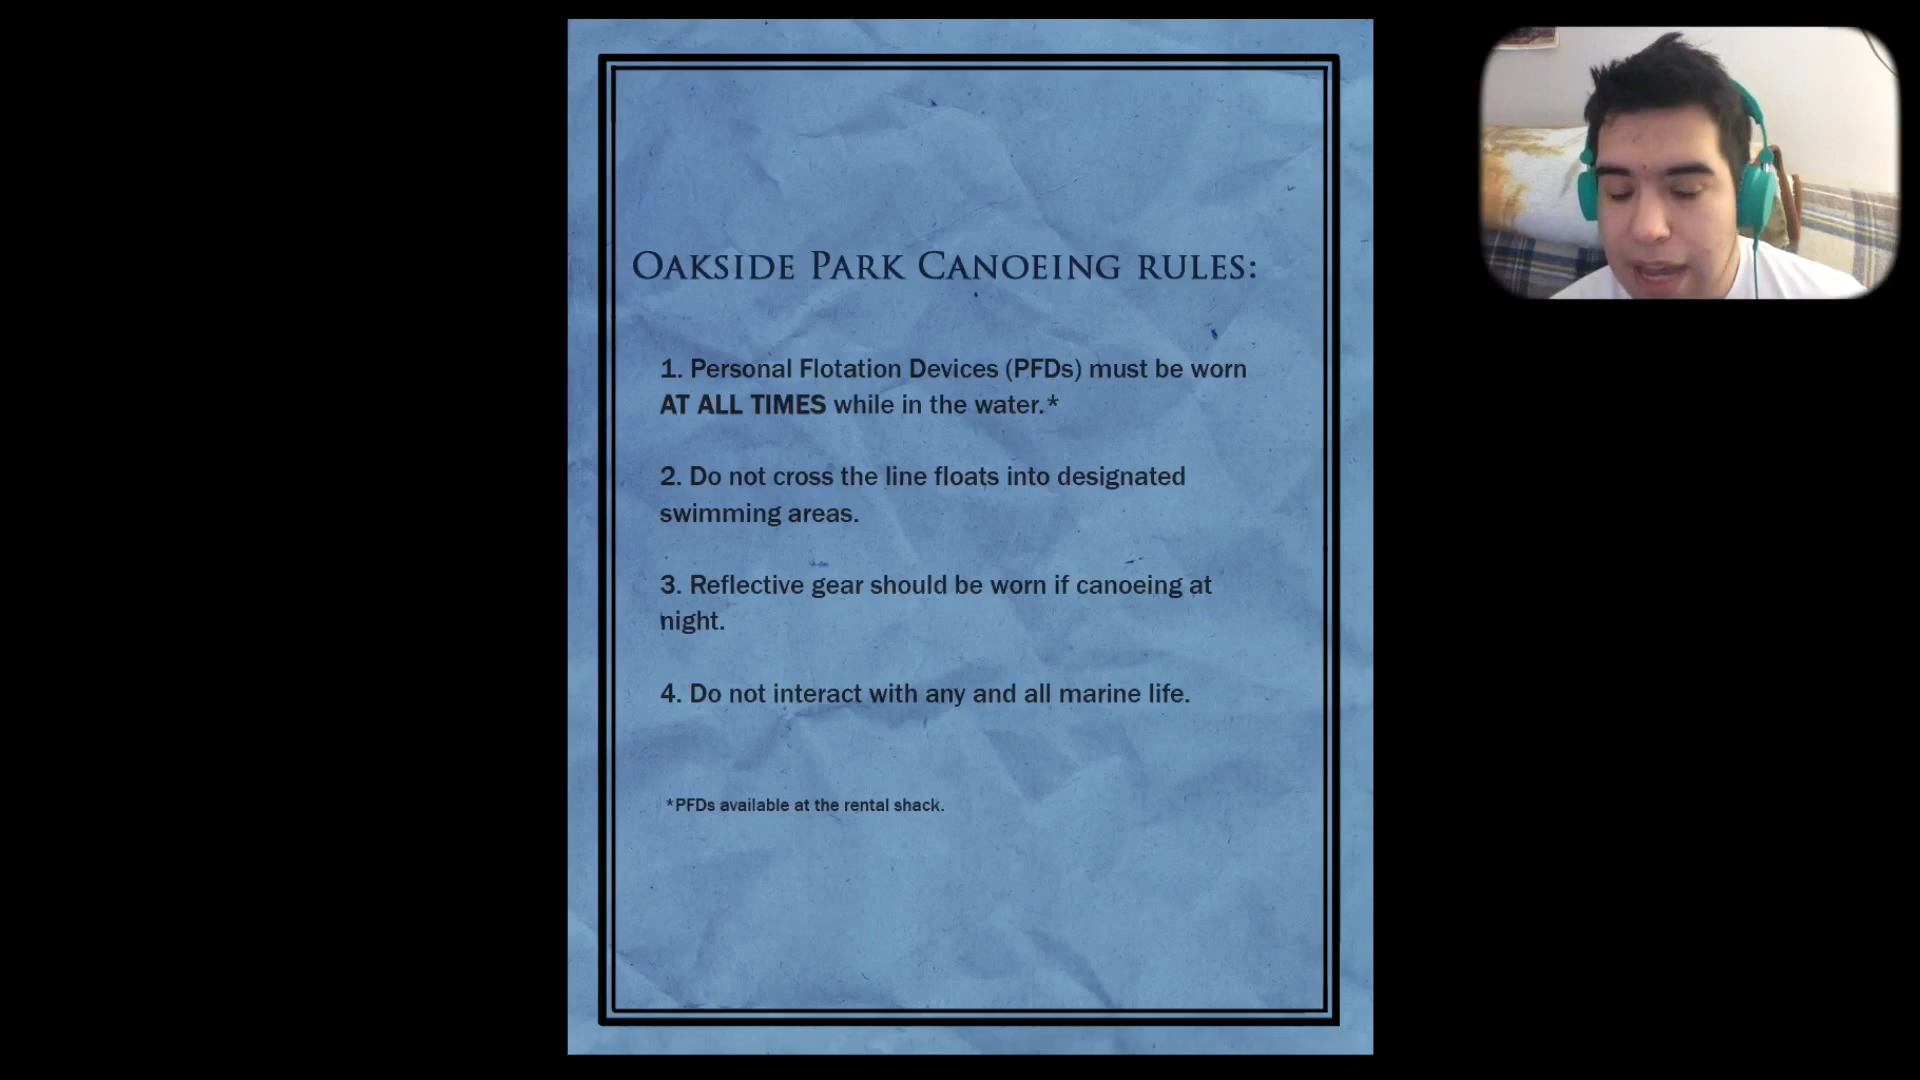 Oakside Park Canoeing rules:
1. Personal Flotation Devices (PFDs) must be worn
AT ALL TIMES while in the water.*
2. Do not cross the line floats into designated
swimming areas.
3. Reflective gear should be worn if canoeing at
night.
4. Do not interact with any and all marine life.
*PFDs available at the rental shack.